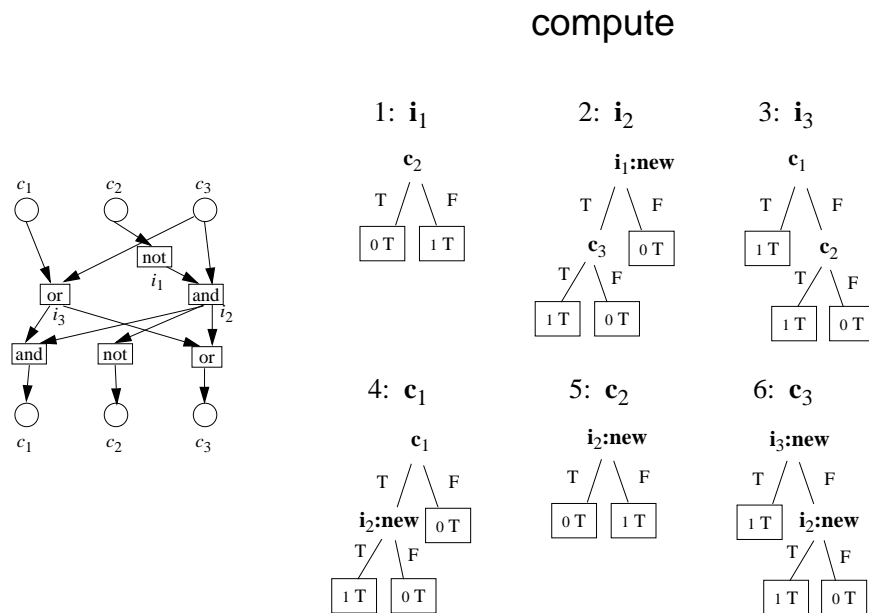 compute
1: i₁
2: i₂
3: i₃
c₂
i₁:new
c₁
T F
T F
T F
0 T 1 T
c₃
0 T
1 T
c₂
T F
T F
1 T 0 T
1 T 0 T
c₁ c₂ c₃
not
i₁
or and
i₃ i₂
and not or
c₁ c₂ c₃
4: c₁
5: c₂
6: c₃
c₁
i₂:new
i₃:new
T F
T F
T F
i₂:new
0 T
0 T 1 T
1 T
i₂:new
T F
T F
1 T 0 T
1 T 0 T